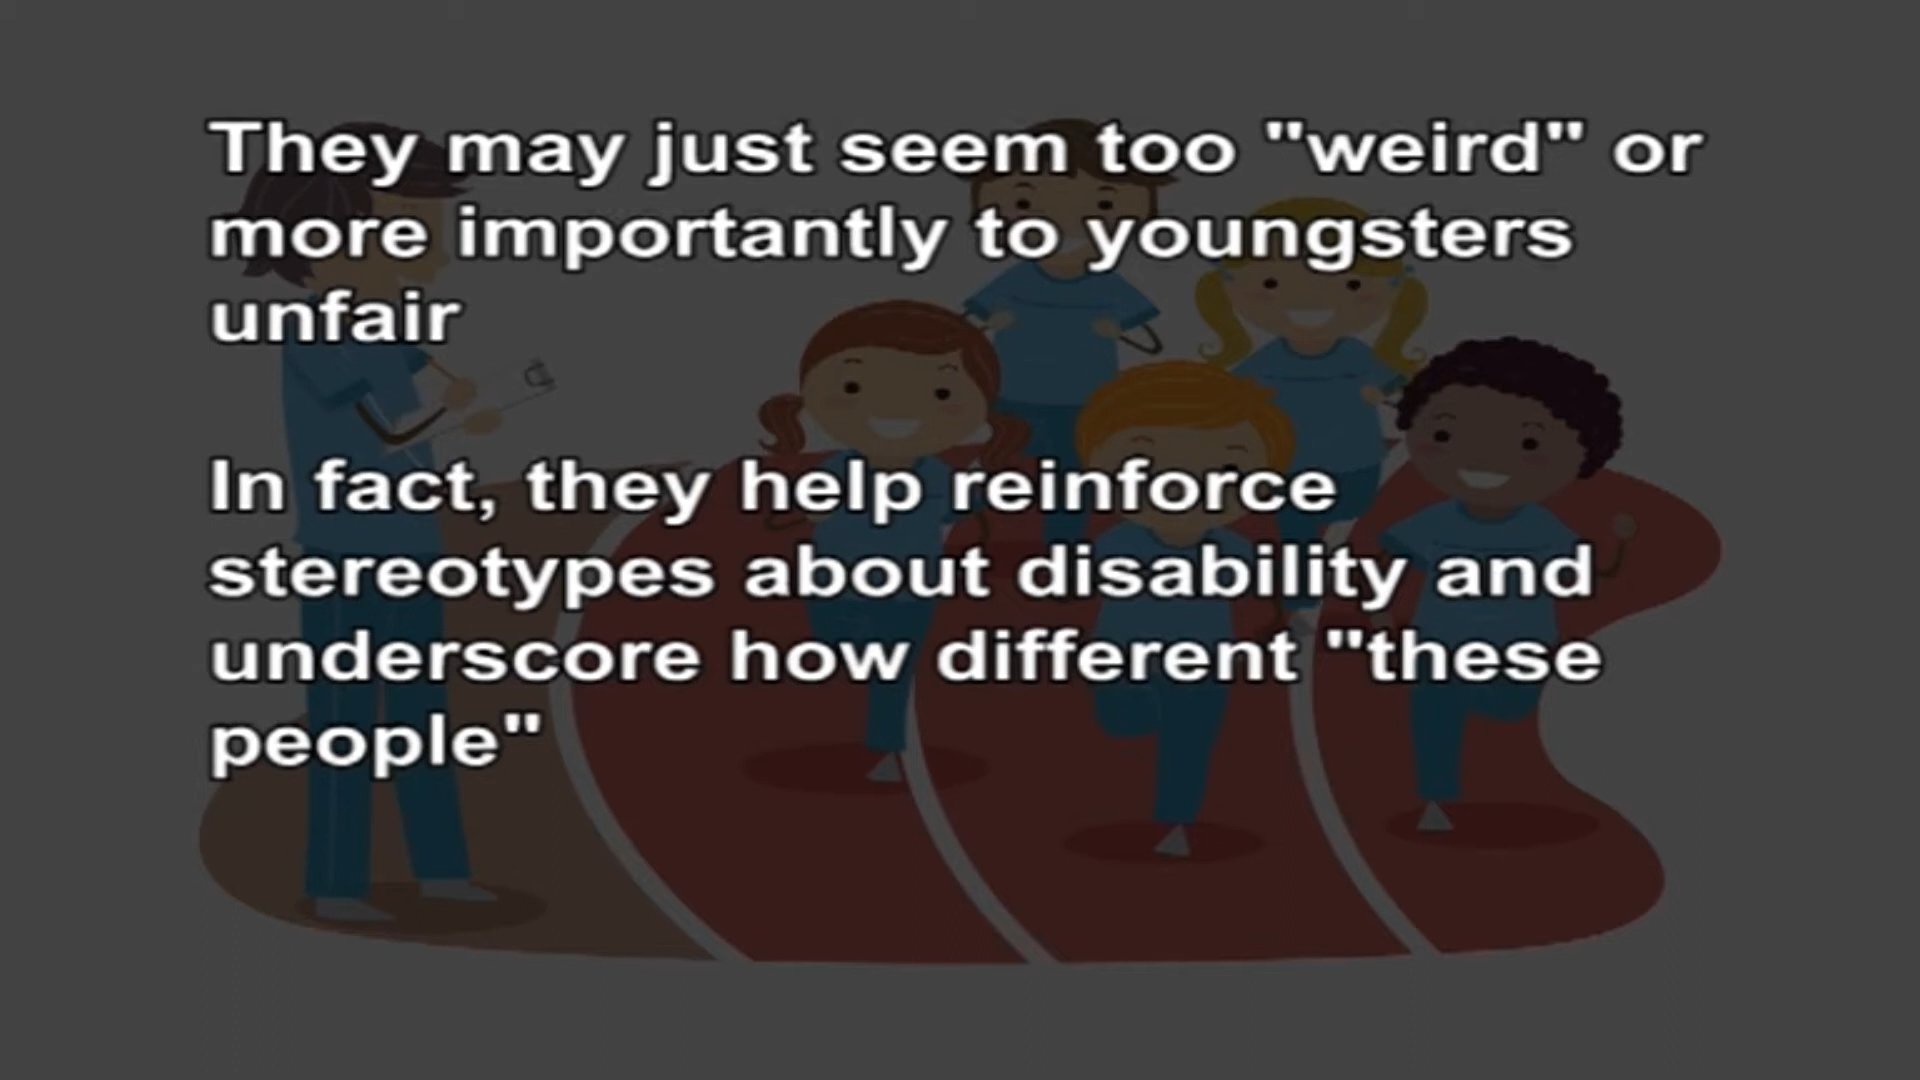 They may just seem too "weird" or
more importantly to youngsters
unfair
In fact, they help reinforce
stereotypes about disability and
underscore how different "these
people"